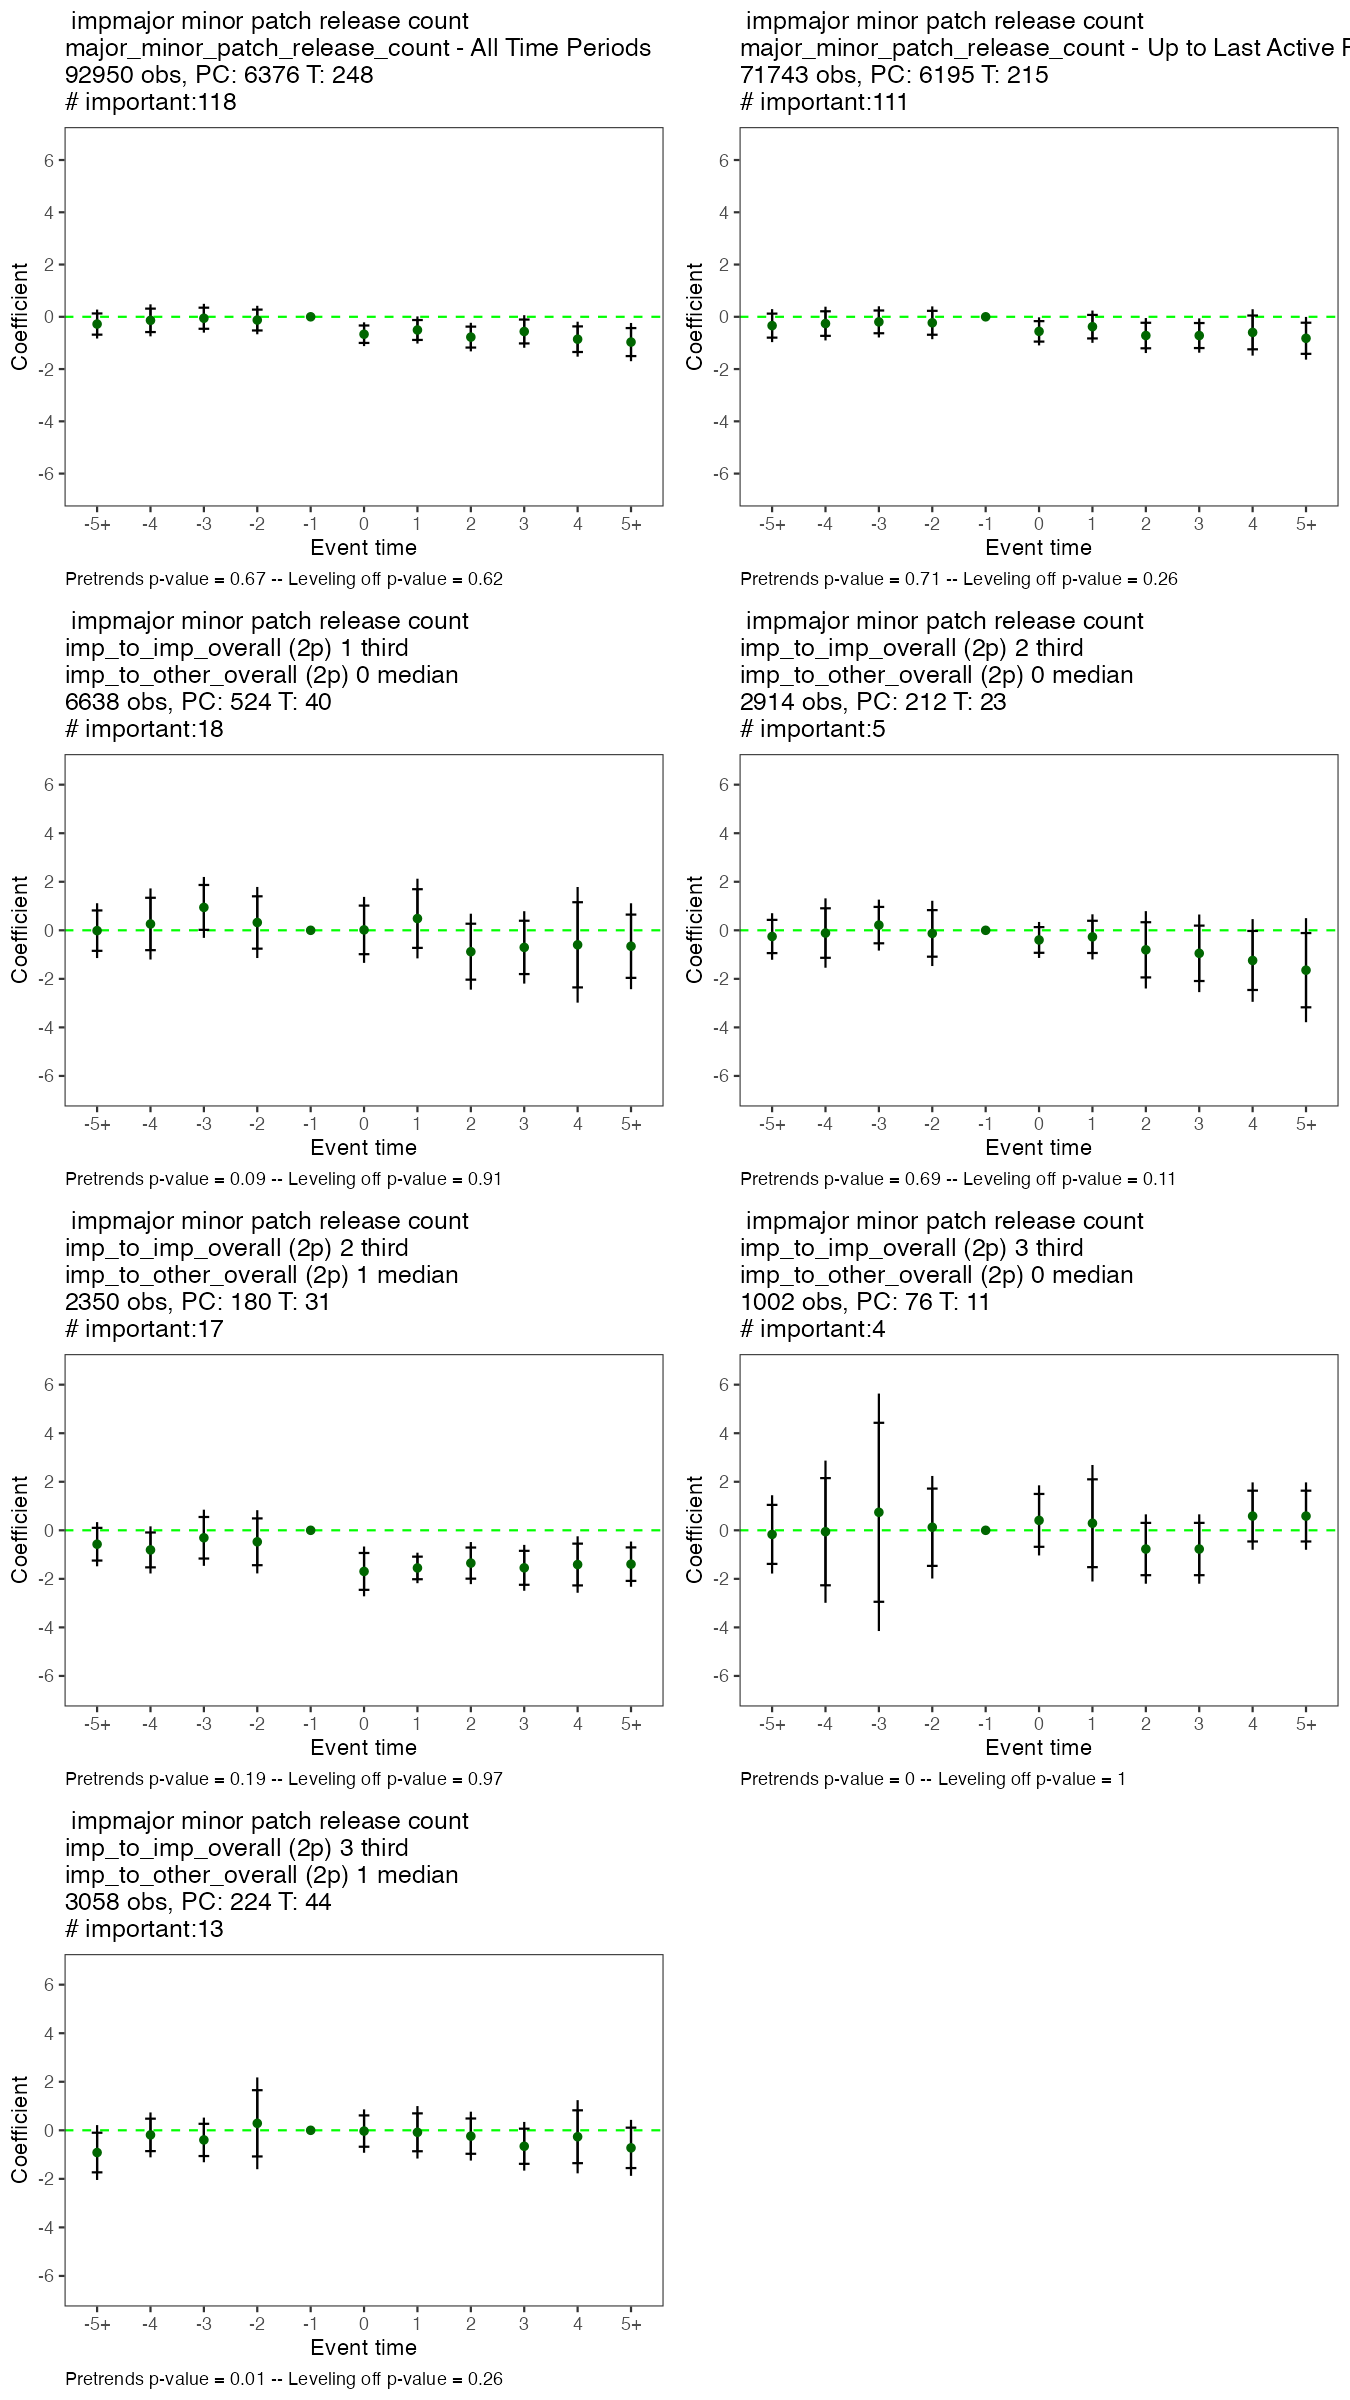 impmajor minor patch release count
major_minor_patch_release_count - All Time Periods
92950 obs, PC: 6376 T: 248
# important:118
6
4
2
0
-2
-4
-6
Coefficient
-5+ -4 -3 -2 -1 0 1 2 3 4 5+
Event time
Pretrends p-value = 0.67 -- Leveling off p-value = 0.62
impmajor minor patch release count
major_minor_patch_release_count - Up to Last Active
71743 obs, PC: 6195 T: 215
# important:111
6
4
2
0
-2
-4
-6
Coefficient
-5+ -4 -3 -2 -1 0 1 2 3 4 5+
Event time
Pretrends p-value = 0.71 -- Leveling off p-value = 0.26
impmajor minor patch release count
imp_to_imp_overall (2p) 1 third
imp_to_other_overall (2p) 0 median
6638 obs, PC: 524 T: 40
# important:18
6
4
2
0
-2
-4
-6
Coefficient
-5+ -4 -3 -2 -1 0 1 2 3 4 5+
Event time
Pretrends p-value = 0.09 -- Leveling off p-value = 0.91
impmajor minor patch release count
imp_to_imp_overall (2p) 2 third
imp_to_other_overall (2p) 0 median
2914 obs, PC: 212 T: 23
# important:5
6
4
2
0
-2
-4
-6
Coefficient
-5+ -4 -3 -2 -1 0 1 2 3 4 5+
Event time
Pretrends p-value = 0.69 -- Leveling off p-value = 0.11
impmajor minor patch release count
imp_to_imp_overall (2p) 2 third
imp_to_other_overall (2p) 1 median
2350 obs, PC: 180 T: 31
# important:17
6
4
2
0
-2
-4
-6
Coefficient
-5+ -4 -3 -2 -1 0 1 2 3 4 5+
Event time
Pretrends p-value = 0.19 -- Leveling off p-value = 0.97
impmajor minor patch release count
imp_to_imp_overall (2p) 3 third
imp_to_other_overall (2p) 0 median
1002 obs, PC: 76 T: 11
# important:4
6
4
2
0
-2
-4
-6
Coefficient
-5+ -4 -3 -2 -1 0 1 2 3 4 5+
Event time
Pretrends p-value = 0 -- Leveling off p-value = 1
impmajor minor patch release count
imp_to_imp_overall (2p) 3 third
imp_to_other_overall (2p) 1 median
3058 obs, PC: 224 T: 44
# important:13
6
4
2
0
-2
-4
-6
Coefficient
-5+ -4 -3 -2 -1 0 1 2 3 4 5+
Event time
Pretrends p-value = 0.01 -- Leveling off p-value = 0.26